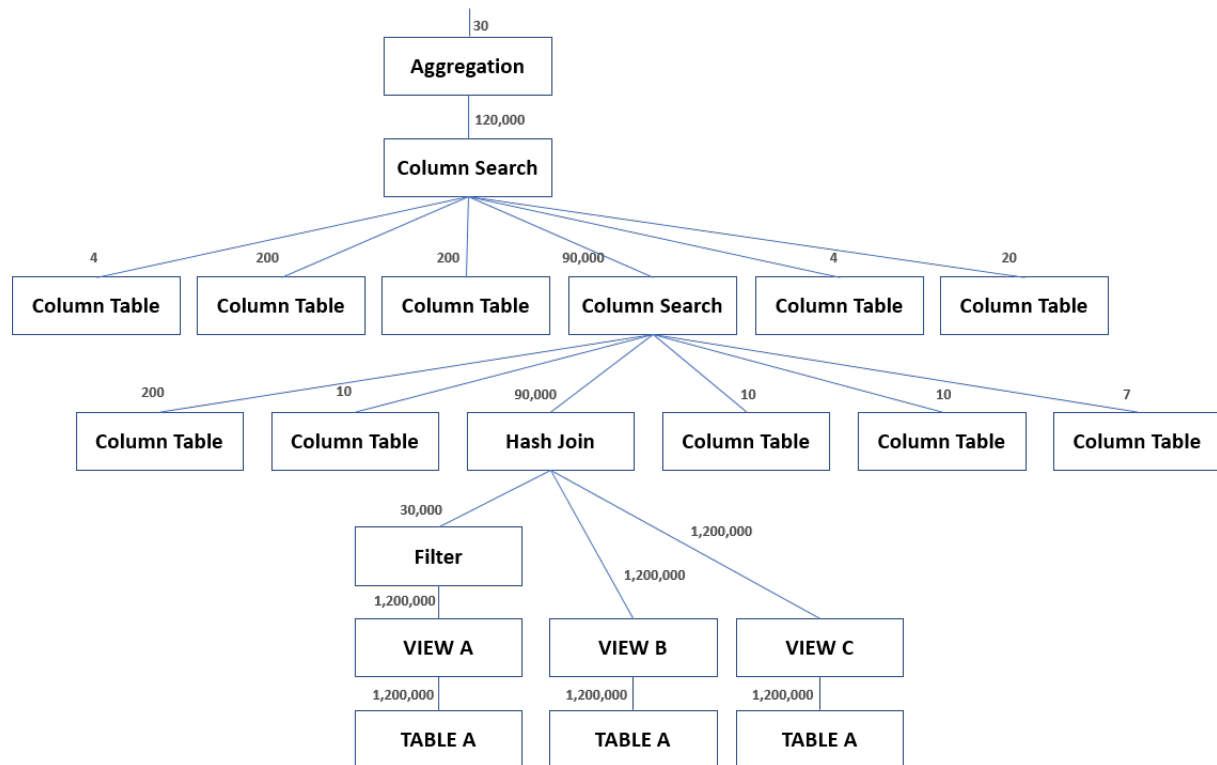 30
Aggregation
120,000
Column Search
4 200 200 90,000 4 20
Column Table Column Table Column Table Column Search Column Table Column Table
200 10 90,000 10 10 7
Column Table Column Table Hash Join Column Table Column Table Column Table
30,000
1,200,000
Filter
1,200,000
1,200,000
VIEW A VIEW B VIEW C
1,200,000 1,200,000 1,200,000
TABLE A TABLE A TABLE A